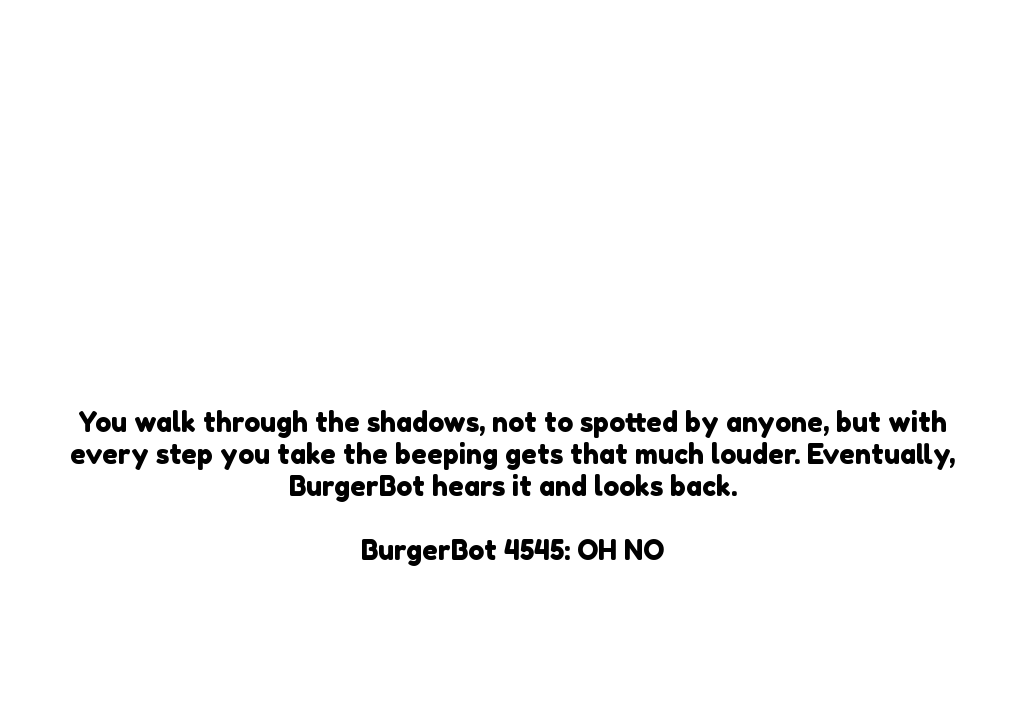 You walk through the shadows, not to spotted by anyone, but with
every step you take the beeping gets that much louder. Eventually,
BurgerBot hears it and looks back.
BurgerBot 4545: OH NO